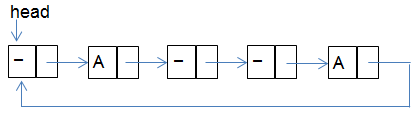 head
– A – – A